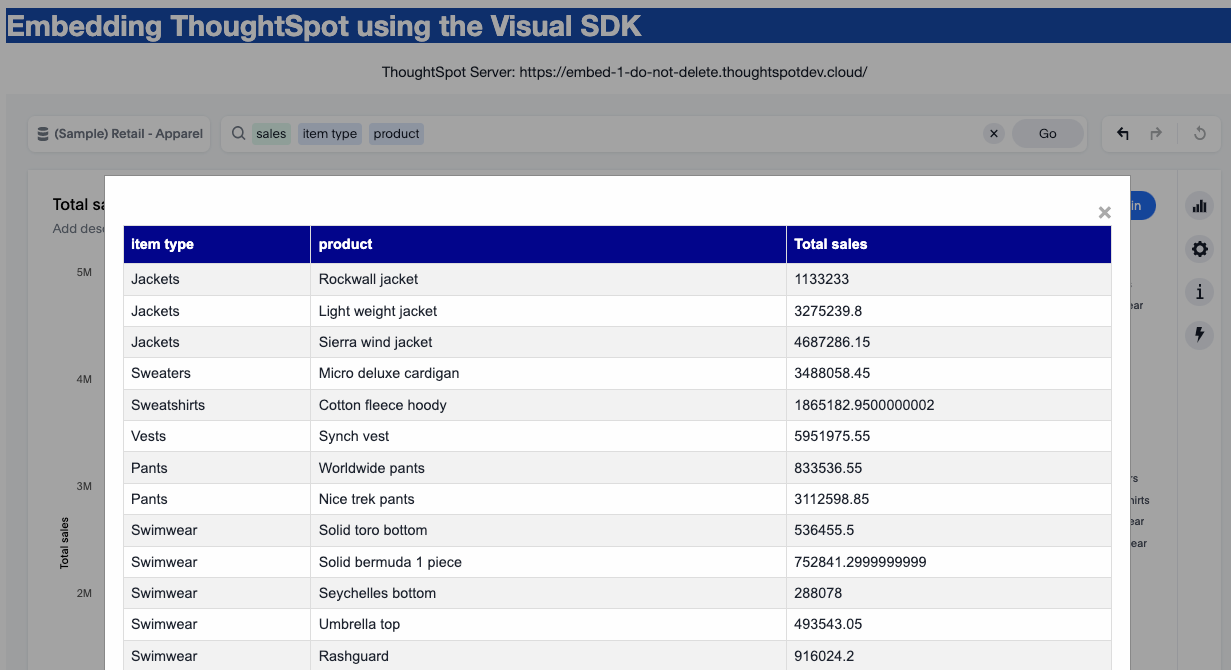 Embedding ThoughtSpot using the Visual SDK
ThoughtSpot Server: https://embed-1-do-not-delete.thoughtspotdev.cloud/
(Sample) Retail - Apparel sales item type product Go
Total sa
Add desc
in
item type product Total sales
Jackets Rockwall jacket 1133233
Jackets Light weight jacket 3275239.8
Jackets Sierra wind jacket 4687286.15
Sweaters Micro deluxe cardigan 3488058.45
Sweatshirts Cotton fleece hoody 1865182.9500000002
Vests Synch vest 5951975.55
Pants Worldwide pants 833536.55
Pants Nice trek pants 3112598.85
Swimwear Solid toro bottom 536455.5
Swimwear Solid bermuda 1 piece 752841.2999999999
Swimwear Seychelles bottom 288078
Swimwear Umbrella top 493543.05
Swimwear Rashguard 916024.2
5M
4M
3M
2M
Total sales
ear
rs
hirts
ear
ear